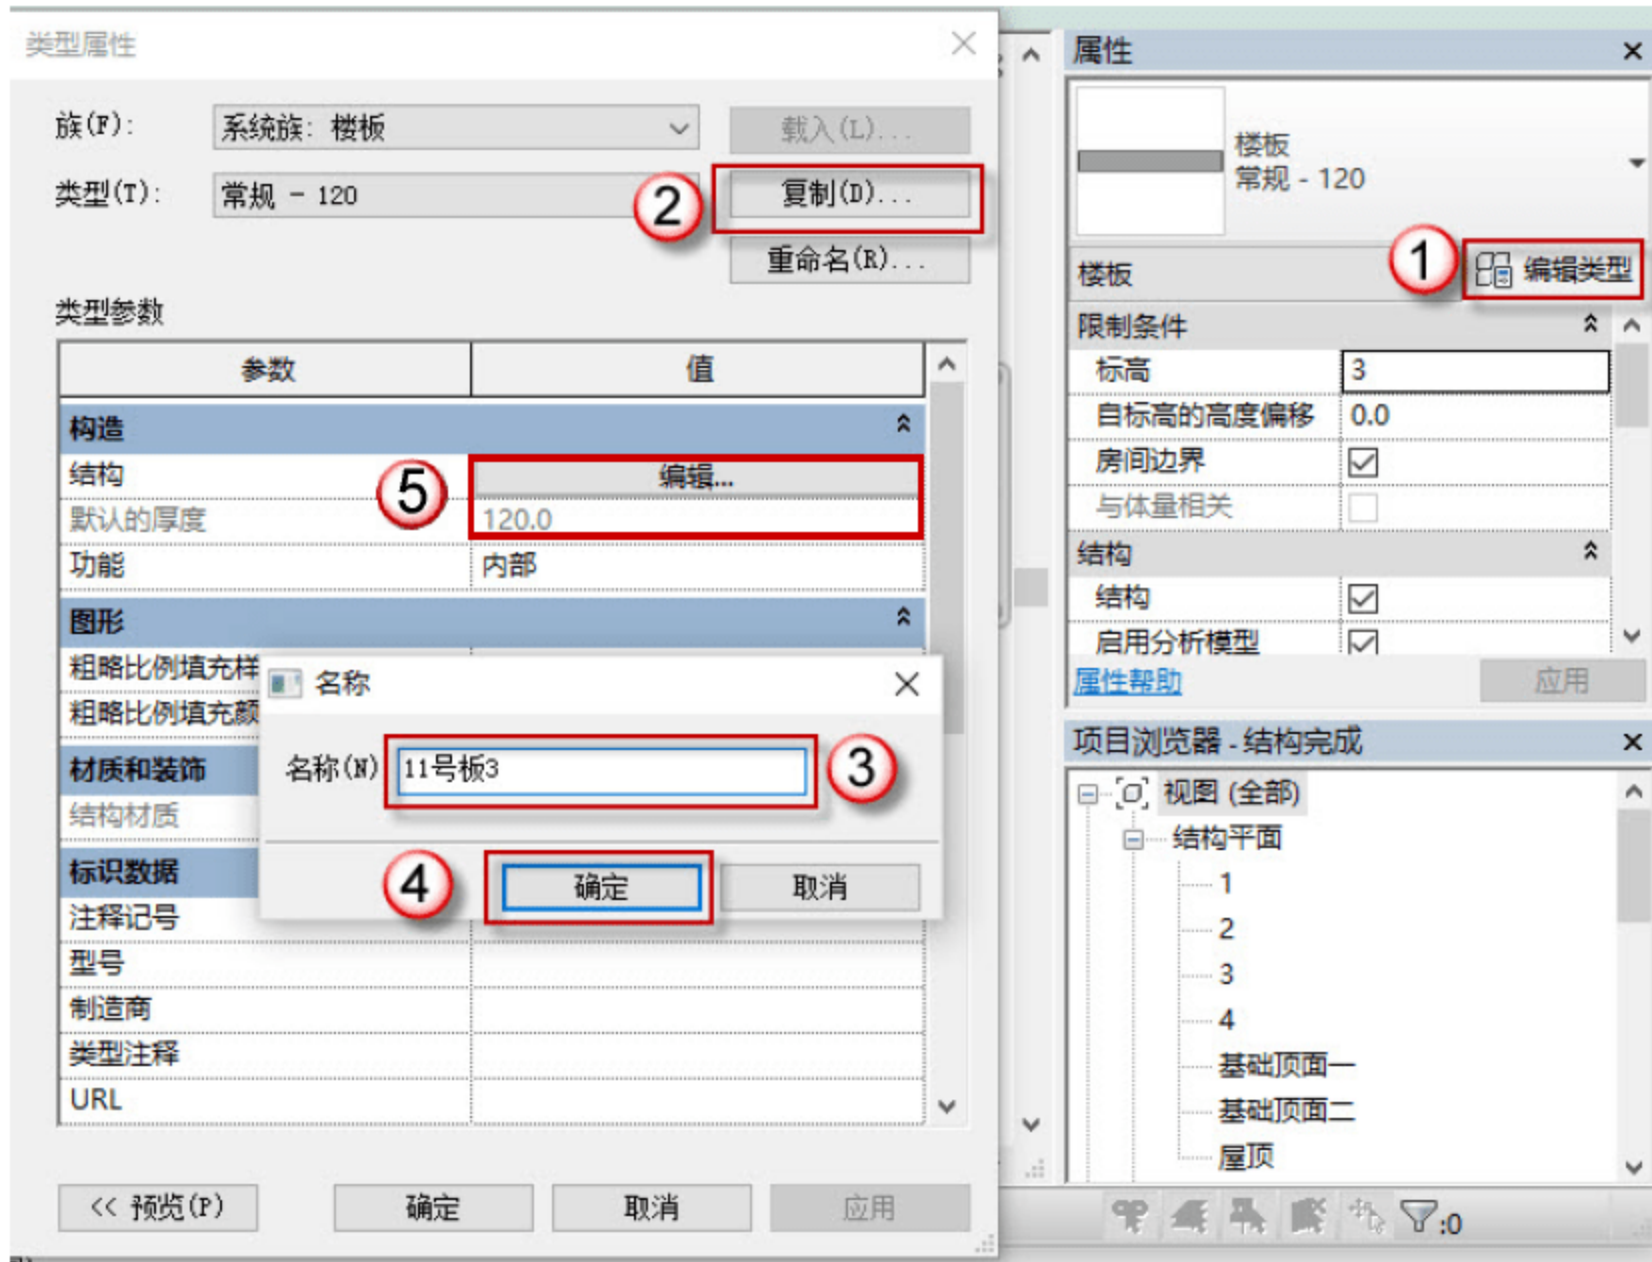 类型属性
族(F):
系统族: 楼板
载入(L)...
类型(T):
常规 - 120
②
复制(D)...
重命名(R)...
类型参数
参数
值
构造
结构
⑤
编辑...
默认的厚度
120.0
功能
内部
图形
粗略比例填充样
粗略比例填充颜
材质和装饰
结构材质
标识数据
注释记号
型号
制造商
类型注释
URL
名称
名称(N)
11号板3
③
④
确定
取消
<< 预览(P)
确定
取消
应用
属性
楼板
常规 - 120
楼板
①
编辑类型
限制条件
标高
3
自标高的高度偏移
0.0
房间边界
与体量相关
结构
结构
启用分析模型
属性帮助
应用
项目浏览器 - 结构完成
视图 (全部)
结构平面
1
2
3
4
基础顶面一
基础顶面二
屋顶
:0